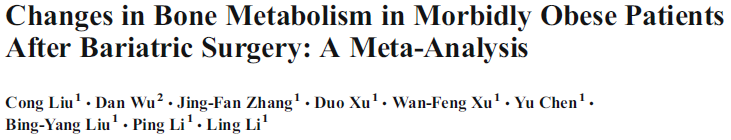 Changes in Bone Metabolism in Morbidly Obese Patients
After Bariatric Surgery: A Meta-Analysis
Cong Liu¹ · Dan Wu² · Jing-Fan Zhang¹ · Duo Xu¹ · Wan-Feng Xu¹ · Yu Chen¹ ·
Bing-Yang Liu¹ · Ping Li¹ · Ling Li¹